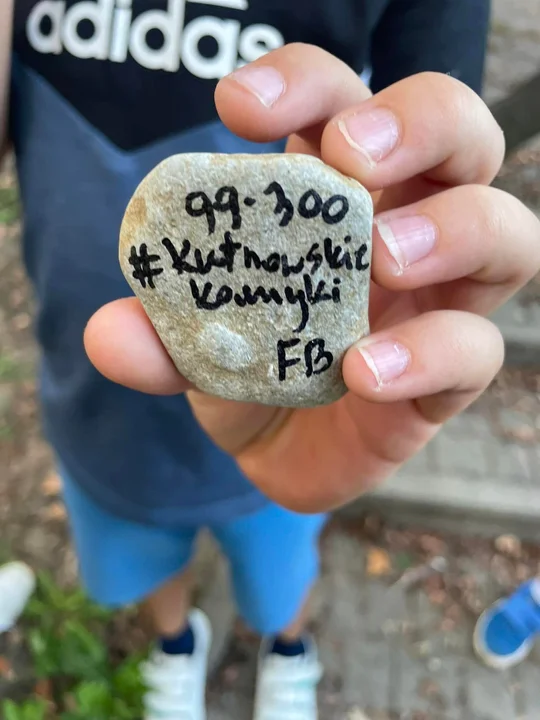 adidas
99-300
#Kutnowskie
kamyki
FB